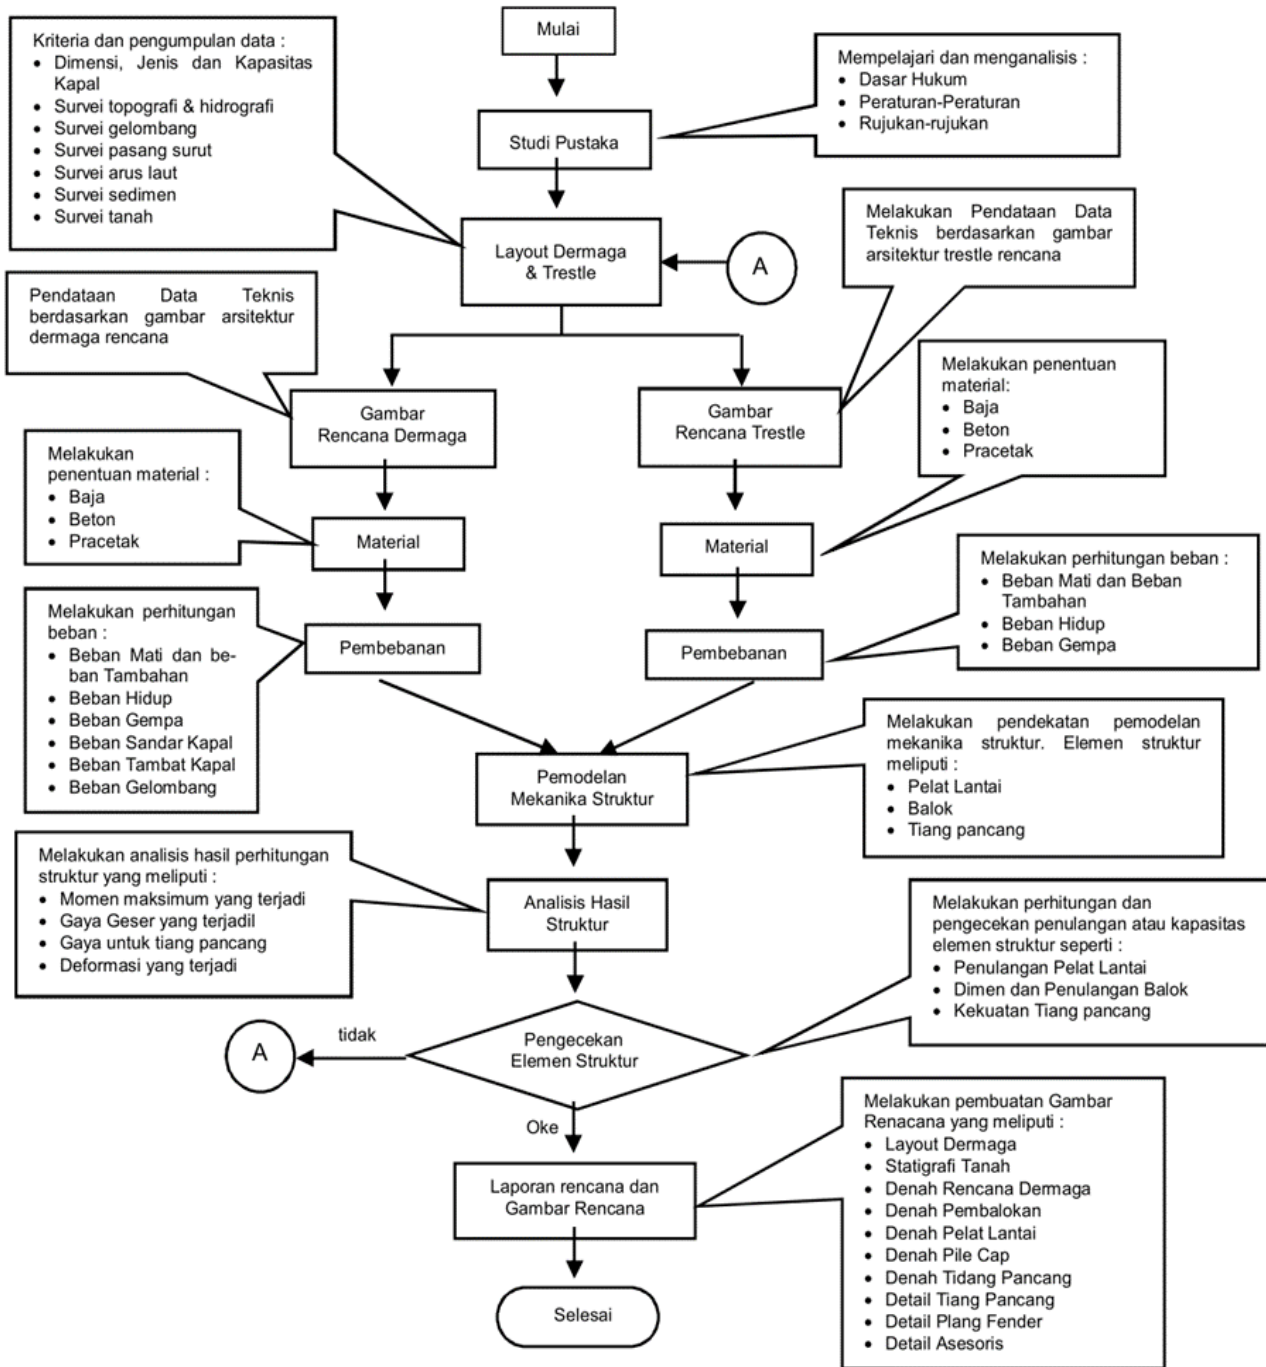 Mulai
Kriteria dan pengumpulan data :
• Dimensi, Jenis dan Kapasitas
Kapal
• Survei topografi & hidrografi
• Survei gelombang
• Survei pasang surut
• Survei arus laut
• Survei sedimen
• Survei tanah
Mempelajari dan menganalisis :
• Dasar Hukum
• Peraturan-Peraturan
• Rujukan-rujukan
Studi Pustaka
Layout Dermaga
& Trestle
A
Melakukan Pendataan Data
Teknis berdasarkan gambar
arsitektur trestle rencana
Pendataan Data Teknis
berdasarkan gambar arsitektur
dermaga rencana
Gambar
Rencana Dermaga
Gambar
Rencana Trestle
Melakukan penentuan
material:
• Baja
• Beton
• Pracetak
Melakukan
penentuan material :
• Baja
• Beton
• Pracetak
Material
Material
Melakukan perhitungan beban :
• Beban Mati dan Beban
Tambahan
• Beban Hidup
• Beban Gempa
Melakukan perhitungan
beban :
• Beban Mati dan be-
ban Tambahan
• Beban Hidup
• Beban Gempa
• Beban Sandar Kapal
• Beban Tambat Kapal
• Beban Gelombang
Pembebanan
Pembebanan
Melakukan pendekatan pemodelan
mekanika struktur. Elemen struktur
meliputi :
• Pelat Lantai
• Balok
• Tiang pancang
Pemodelan
Mekanika Struktur
Melakukan analisis hasil perhitungan
struktur yang meliputi :
• Momen maksimum yang terjadi
• Gaya Geser yang terjadil
• Gaya untuk tiang pancang
• Deformasi yang terjadi
Analisis Hasil
Struktur
Melakukan perhitungan dan
pengecekan penulangan atau kapasitas
elemen struktur seperti :
• Penulangan Pelat Lantai
• Dimen dan Penulangan Balok
• Kekuatan Tiang pancang
A
tidak
Pengecekan
Elemen Struktur
Oke
Melakukan pembuatan Gambar
Renacana yang meliputi :
• Layout Dermaga
• Statigrafi Tanah
• Denah Rencana Dermaga
• Denah Pembalokan
• Denah Pelat Lantai
• Denah Pile Cap
• Denah Tidang Pancang
• Detail Tiang Pancang
• Detail Plang Fender
• Detail Asesoris
Laporan rencana dan
Gambar Rencana
Selesai